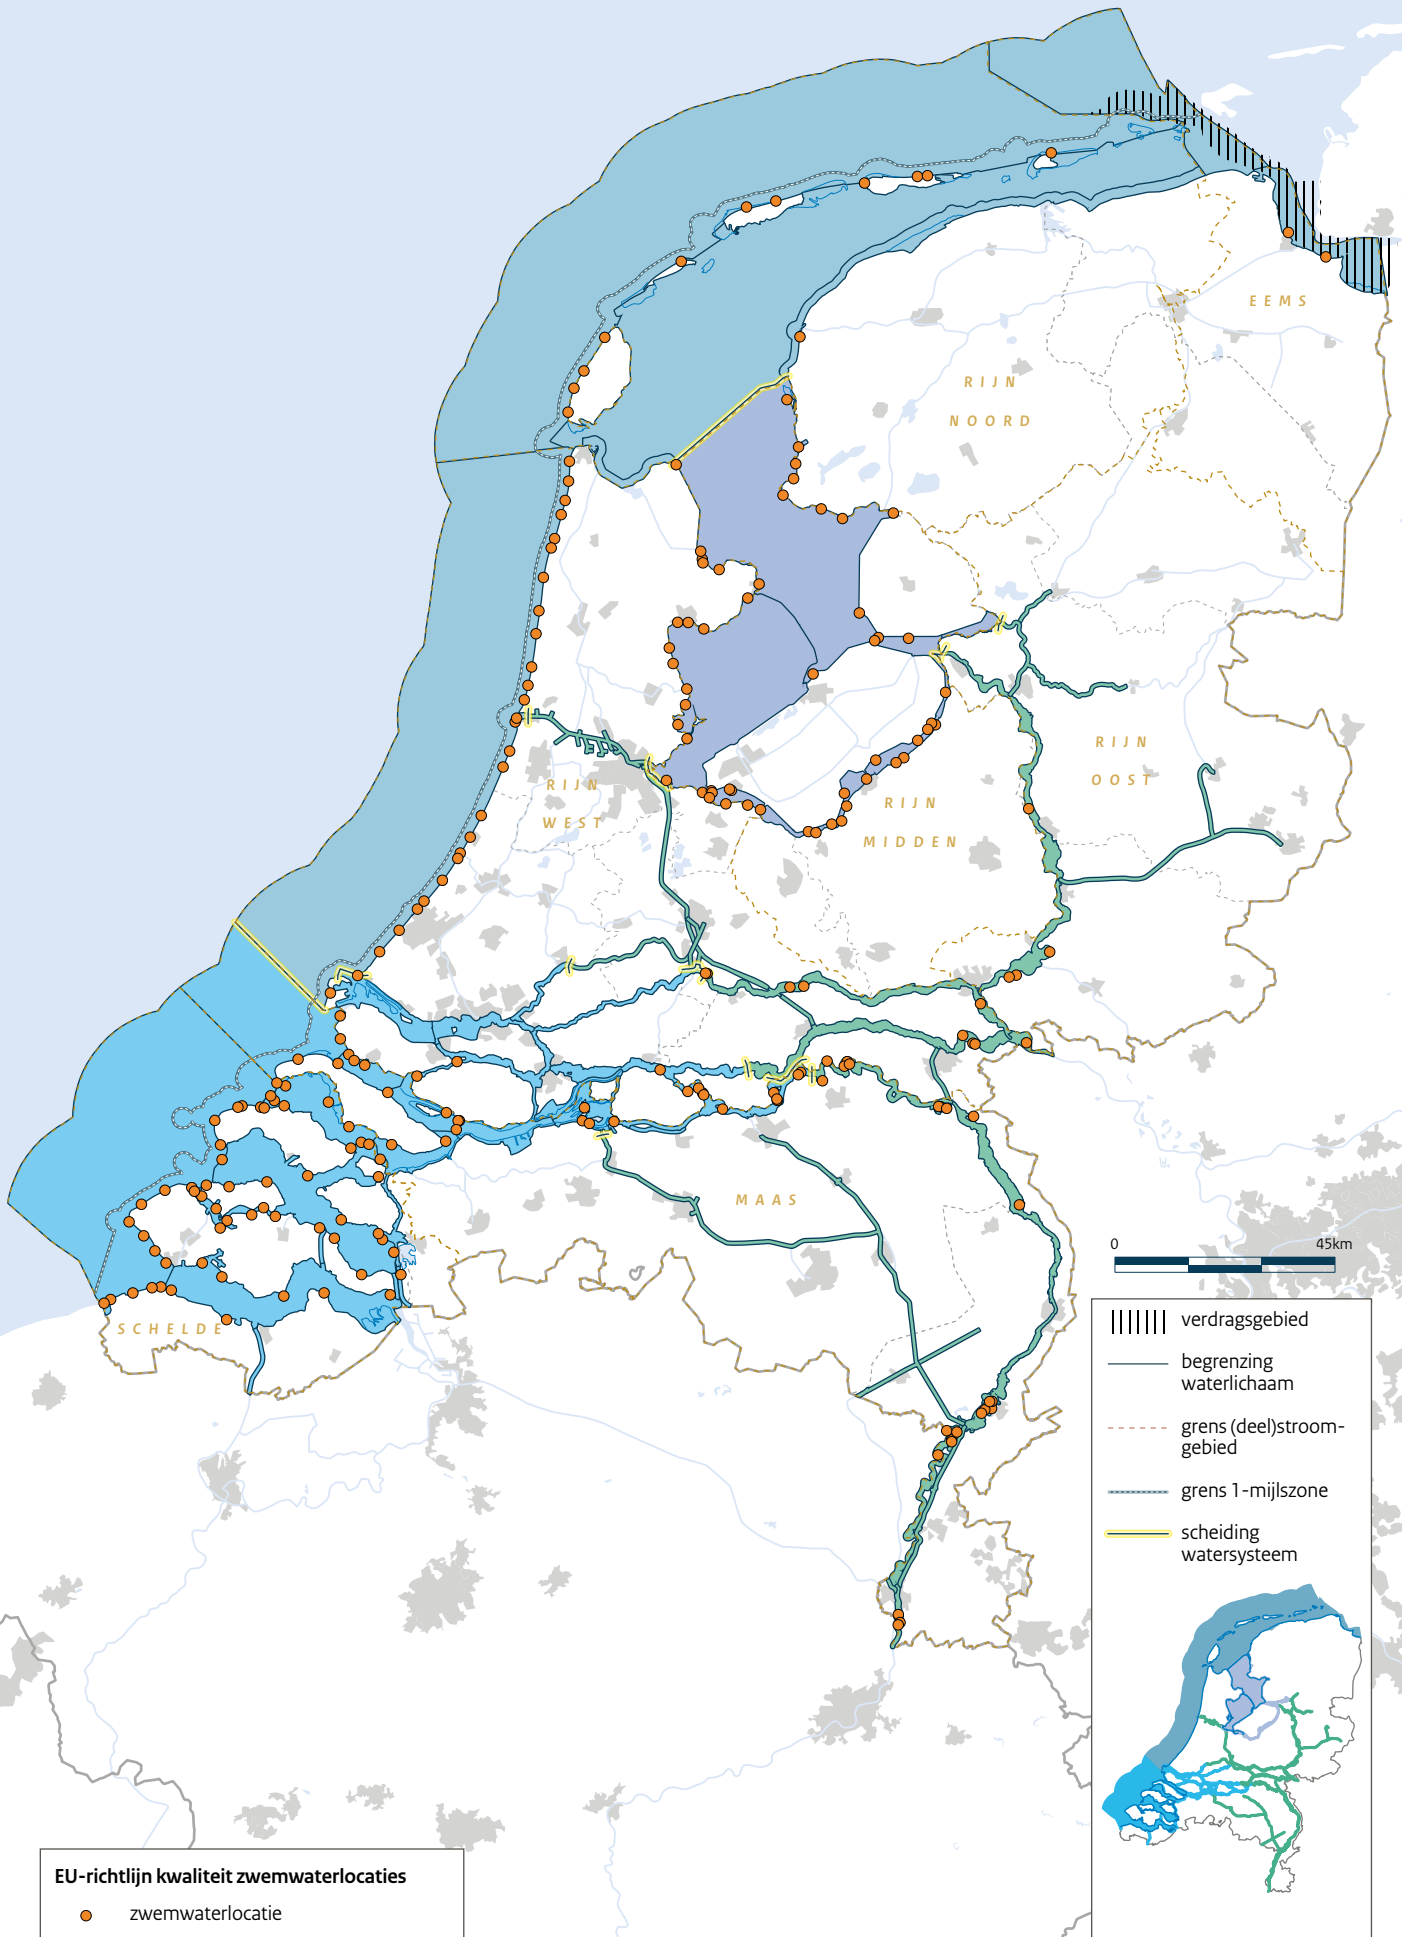 EEMS
RIJN
NOORD
RIJN
OOST
RIJN
WEST
RIJN
MIDDEN
MAAS
SCHELDE
0 45km
verdragsgebied
begrenzing
waterlichaam
grens (deel)stroom-
gebied
grens 1-mijlszone
scheiding
watersysteem
EU-richtlijn kwaliteit zwemwaterlocaties
zwemwaterlocatie